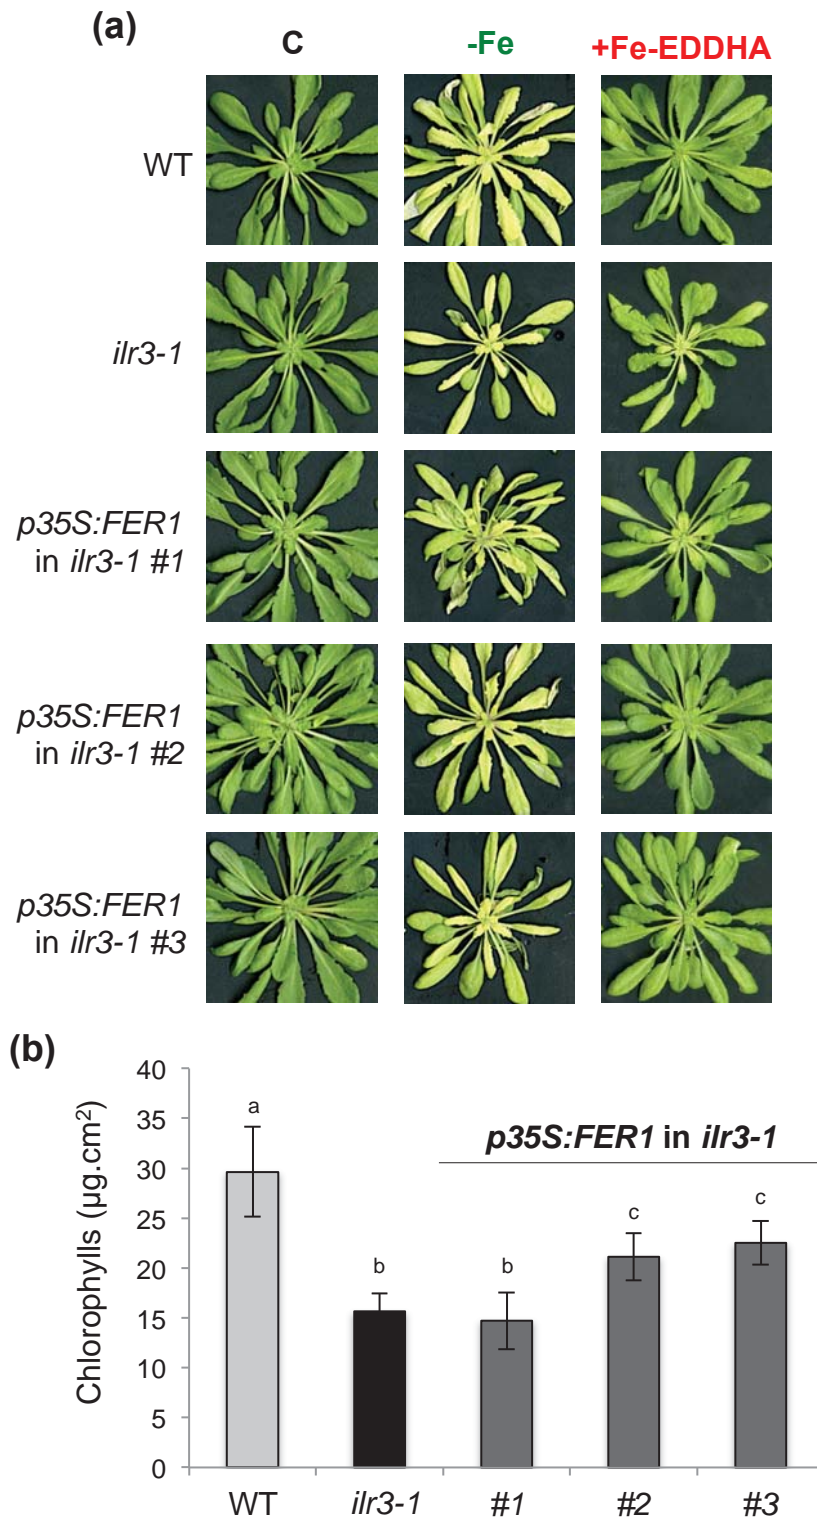 (a)
C -Fe +Fe-EDDHA
WT
ilr3-1
p35S:FER1
in ilr3-1 #1
p35S:FER1
in ilr3-1 #2
p35S:FER1
in ilr3-1 #3
(b)
Chlorophylls (µg.cm²)
40
35
30
25
20
15
10
5
0
p35S:FER1 in ilr3-1
a
b
b
c
c
WT ilr3-1 #1 #2 #3